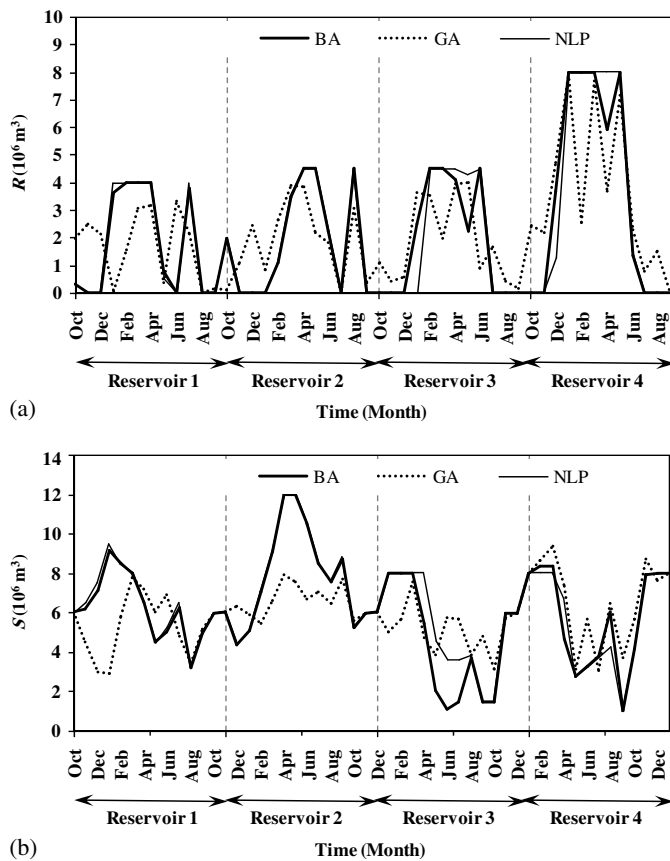 10
9
8
7
6
5
4
3
2
1
0
R (10⁶ m³)
BA GA NLP
Oct Dec Feb Apr Jun Aug Oct Dec Feb Apr Jun Aug Oct Dec Feb Apr Jun Aug Oct Dec Feb Apr Jun Aug
Reservoir 1 Reservoir 2 Reservoir 3 Reservoir 4
(a)
Time (Month)
14
12
10
8
6
4
2
0
S (10⁶ m³)
BA GA NLP
Oct Dec Feb Apr Jun Aug Oct Dec Feb Apr Jun Aug Oct Dec Feb Apr Jun Aug Oct Dec Feb Apr Jun Aug Oct Dec
Reservoir 1 Reservoir 2 Reservoir 3 Reservoir 4
(b)
Time (Month)